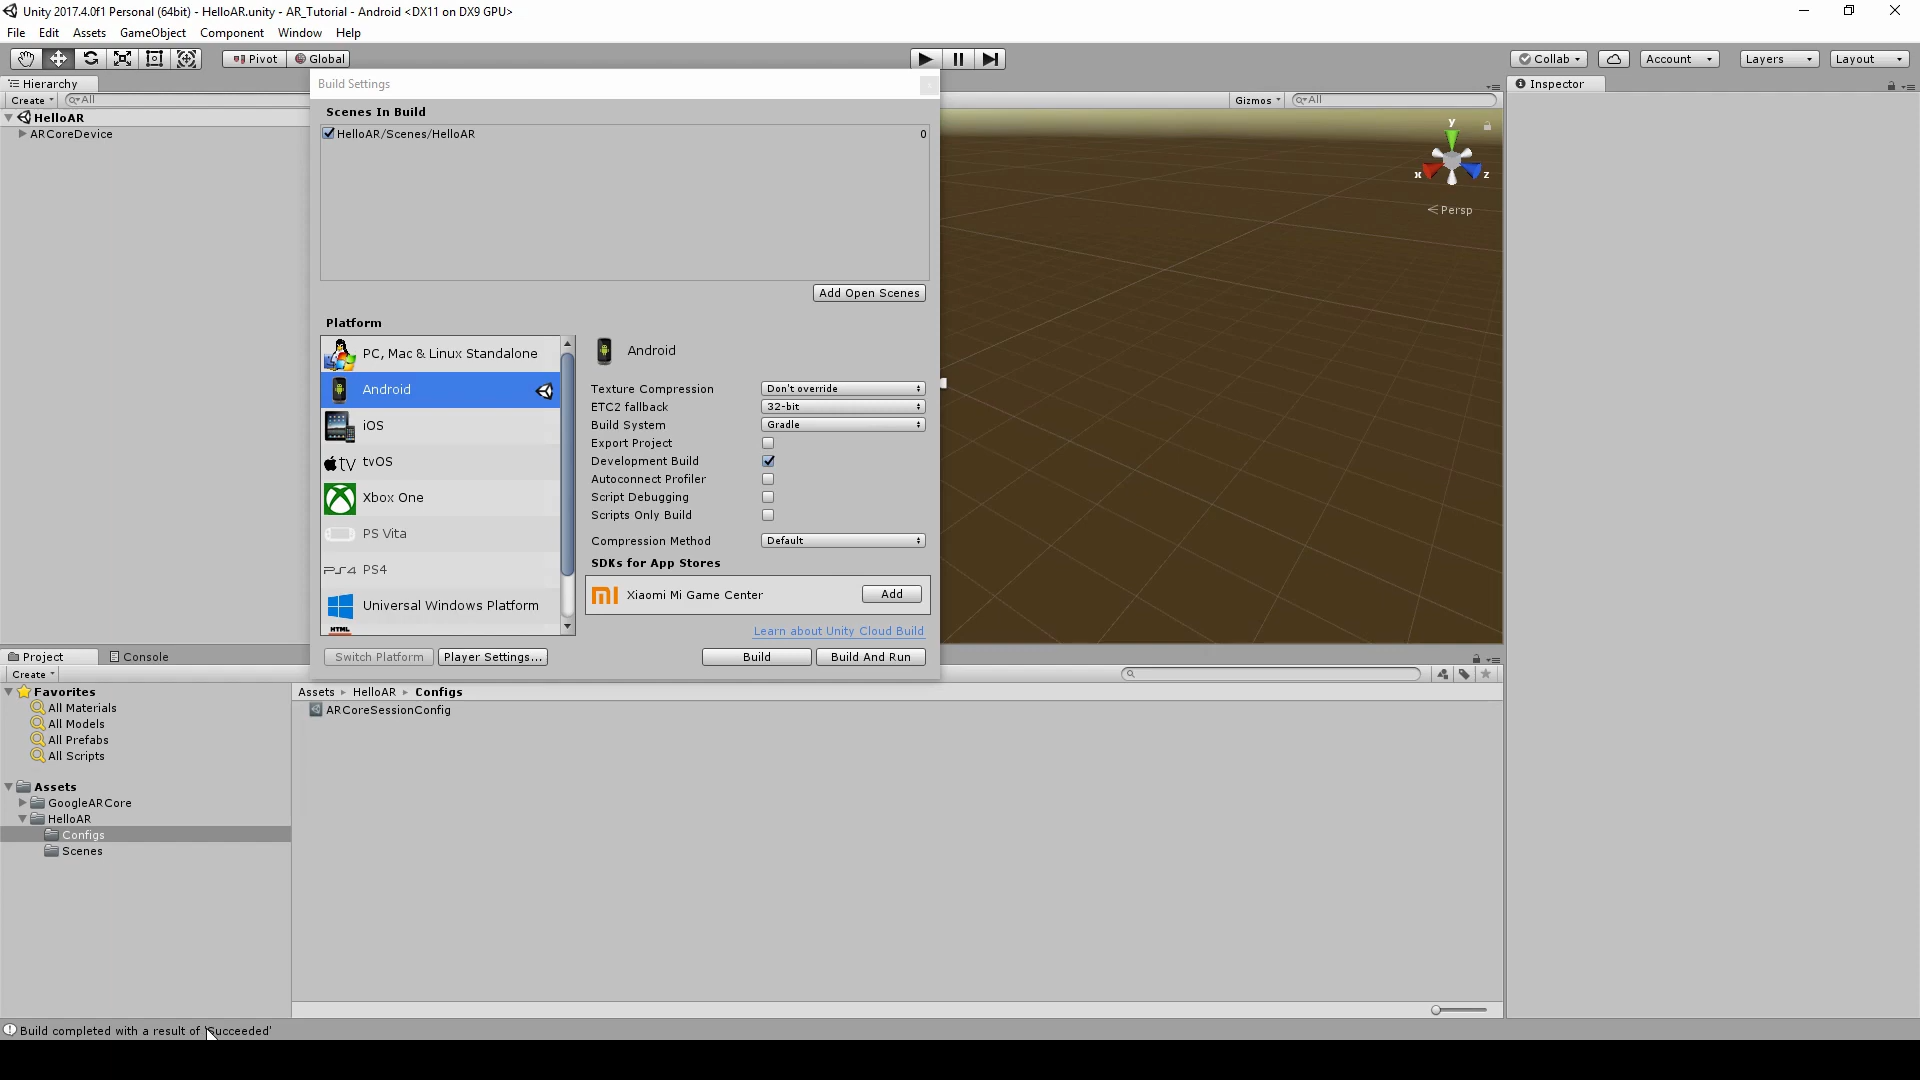 Unity 2017.4.0f1 Personal (64bit) - HelloAR.unity - AR_Tutorial - Android <DX11 on DX9 GPU>
File Edit Assets GameObject Component Window Help
Pivot Global Collab Account Layers Layout
Hierarchy
Create All
HelloAR
ARCoreDevice
Build Settings
Scenes In Build
HelloAR/Scenes/HelloAR 0
Add Open Scenes
Platform
PC, Mac & Linux Standalone
Android
iOS
tv tvOS
Xbox One
PS Vita
PS4
Universal Windows Platform
HTML
Switch Platform Player Settings...
Android
Texture Compression Don't override
ETC2 fallback 32-bit
Build System Gradle
Export Project
Development Build
Autoconnect Profiler
Script Debugging
Scripts Only Build
Compression Method Default
SDKs for App Stores
Xiaomi Mi Game Center Add
Learn about Unity Cloud Build
Build Build And Run
Gizmos All
y
x z
Persp
Inspector
Project Console
Create
Favorites
All Materials
All Models
All Prefabs
All Scripts
Assets
GoogleARCore
HelloAR
Configs
Scenes
Assets HelloAR Configs
ARCoreSessionConfig
Build completed with a result of 'Succeeded'